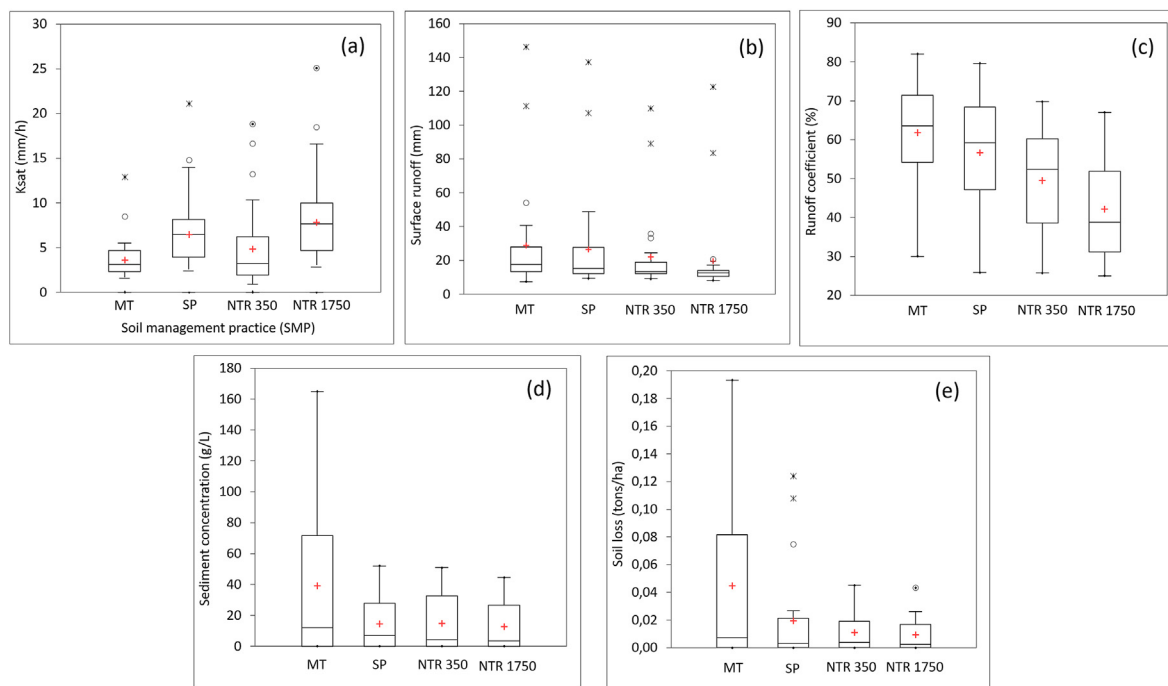 (a)
30
25
20
15
10
5
0
Ksat (mm/h)
MT SP NTR 350 NTR 1750
Soil management practice (SMP)
(b)
160
140
120
100
80
60
40
20
0
Surface runoff (mm)
MT SP NTR 350 NTR 1750
(c)
90
80
70
60
50
40
30
20
Runoff coefficient (%)
MT SP NTR 350 NTR 1750
(d)
180
160
140
120
100
80
60
40
20
0
Sediment concentration (g/L)
MT SP NTR 350 NTR 1750
(e)
0,20
0,18
0,16
0,14
0,12
0,10
0,08
0,06
0,04
0,02
0,00
Soil loss (tons/ha)
MT SP NTR 350 NTR 1750